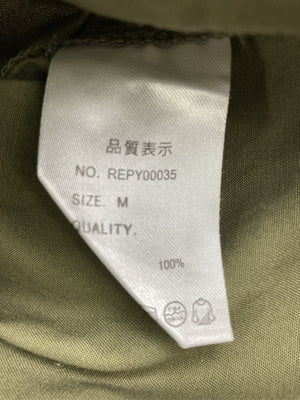 品質表示
NO. REPY00035
SIZE. M
QUALITY.
100%